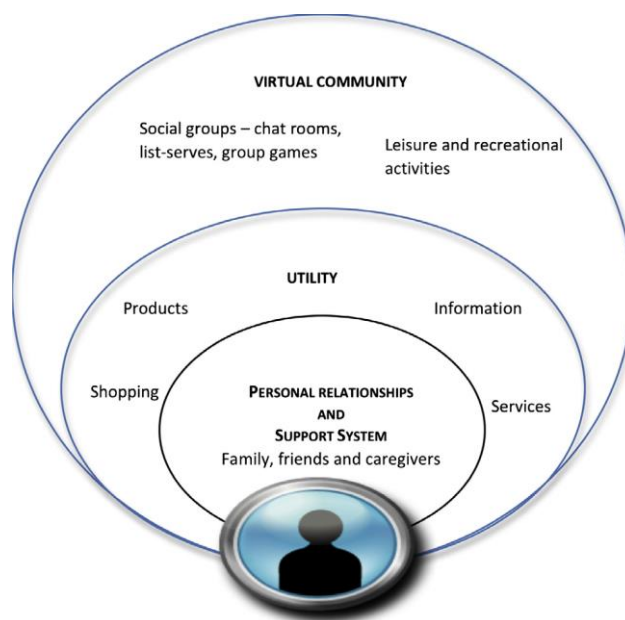 VIRTUAL COMMUNITY
Social groups – chat rooms,
list-serves, group games
Leisure and recreational
activities
UTILITY
Products
Information
Shopping
Services
PERSONAL RELATIONSHIPS
AND
SUPPORT SYSTEM
Family, friends and caregivers